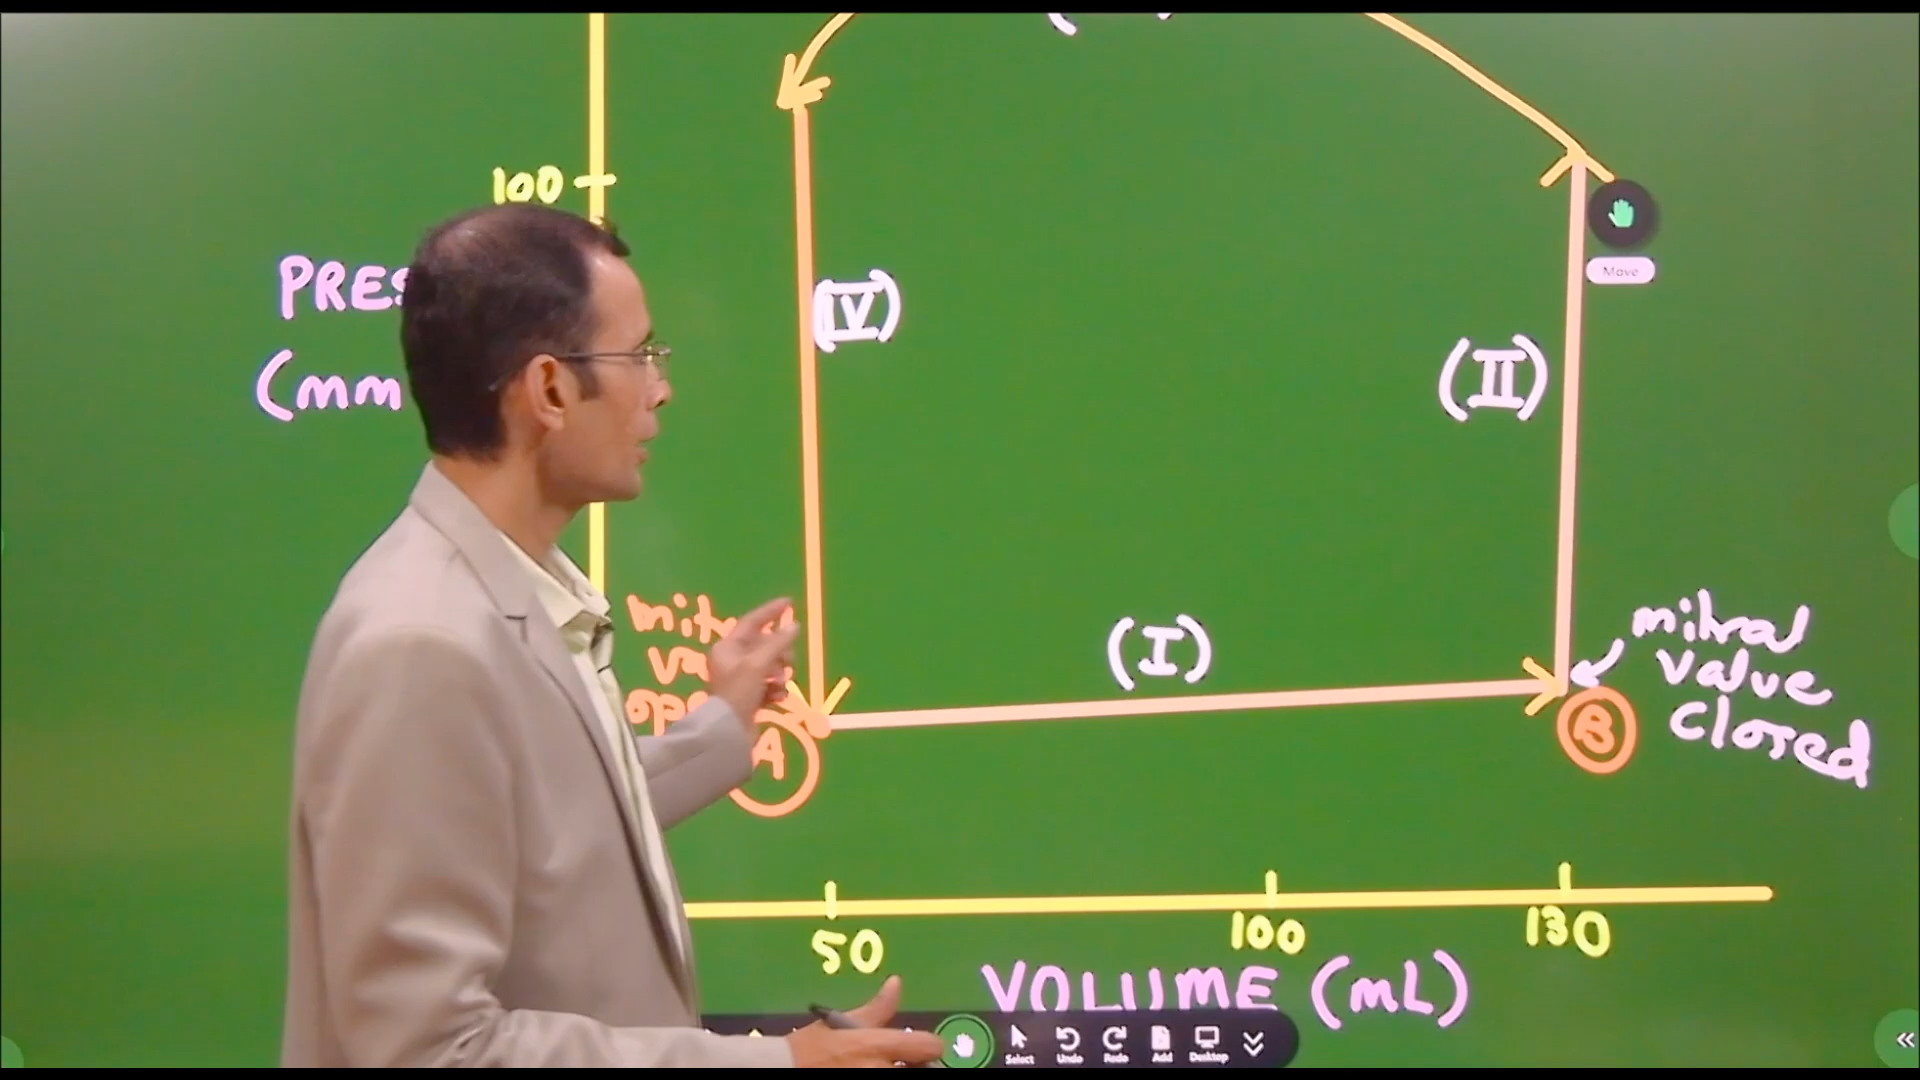 100
PRES
(mm
(IV)
(II)
Move
(I)
mitral
valve
closed
A
B
50
100
130
VOLUME (mL)
Select
Undo
Redo
Add
Desktop